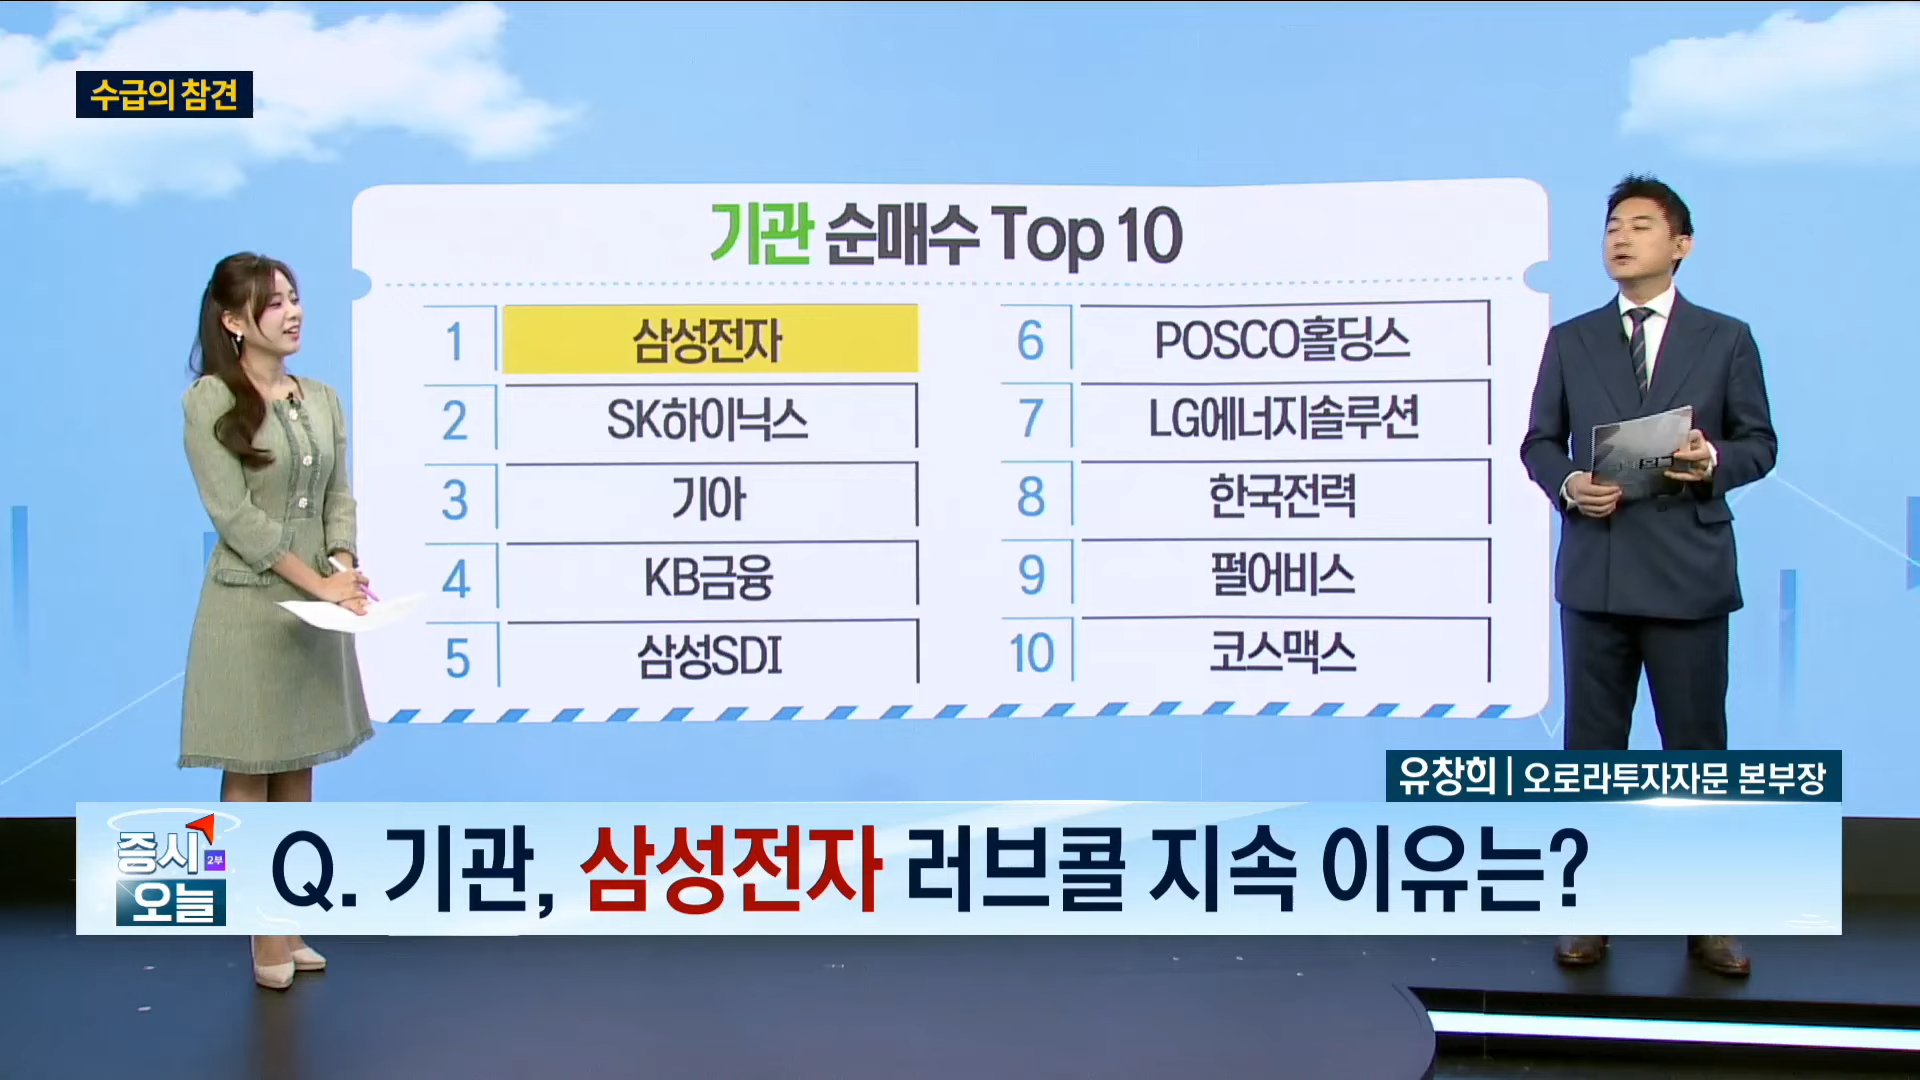 수급의 참견
기관 순매수 Top 10
1 삼성전자
2 SK하이닉스
3 기아
4 KB금융
5 삼성SDI
6 POSCO홀딩스
7 LG에너지솔루션
8 한국전력
9 펄어비스
10 코스맥스
유창희 | 오로라투자자문 본부장
증시 2부
오늘
Q. 기관, 삼성전자 러브콜 지속 이유는?